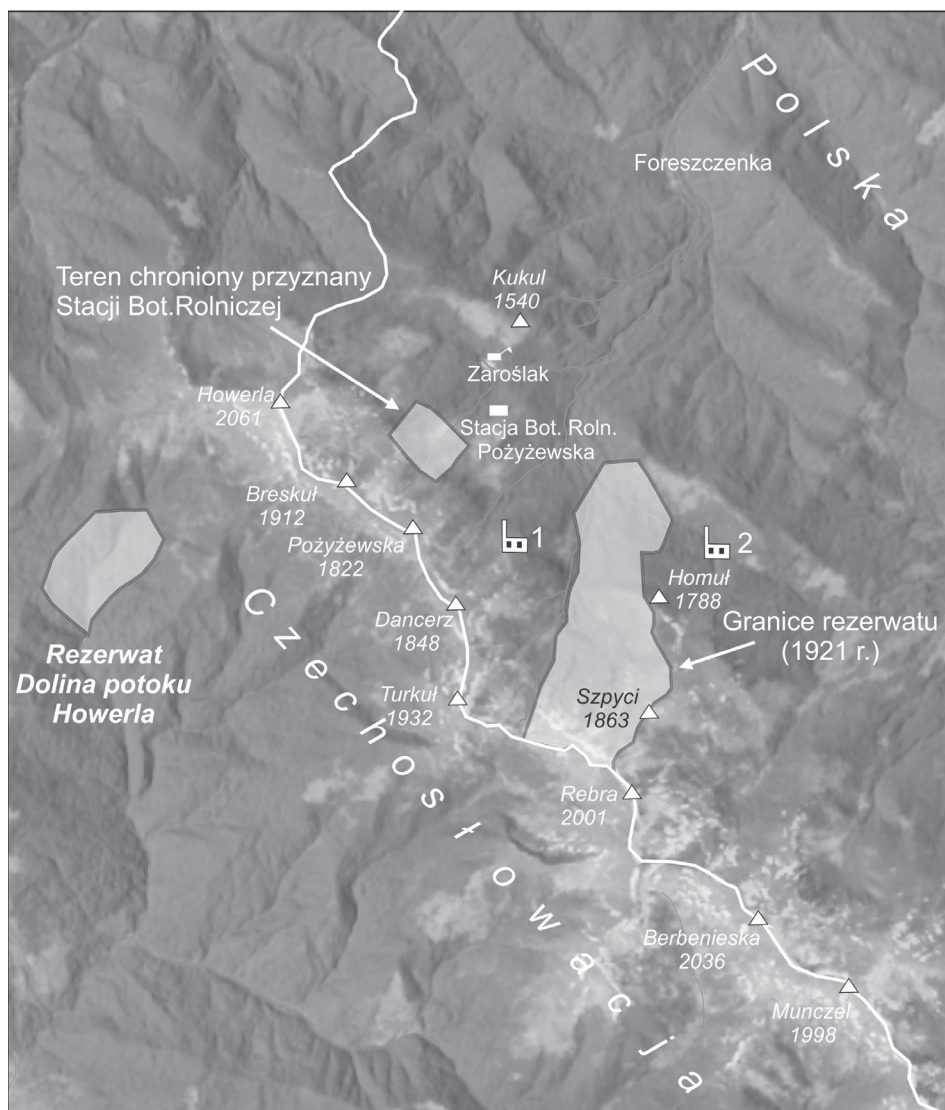 Polska
Foreszczenka
Teren chroniony przyznany
Stacji Bot.Rolniczej
Kukul
1540
Zaroślak
Howerla
2061
Stacja Bot. Roln.
Pożyżewska
Breskuł
1912
Pożyżewska
1822
1
2
Homuł
1788
Dancerz
1848
Granice rezerwatu
(1921 r.)
Rezerwat
Dolina potoku
Howerla
Czechosłowacja
Szpyci
1863
Turkuł
1932
Rebra
2001
Berbenieska
2036
Munczel
1998